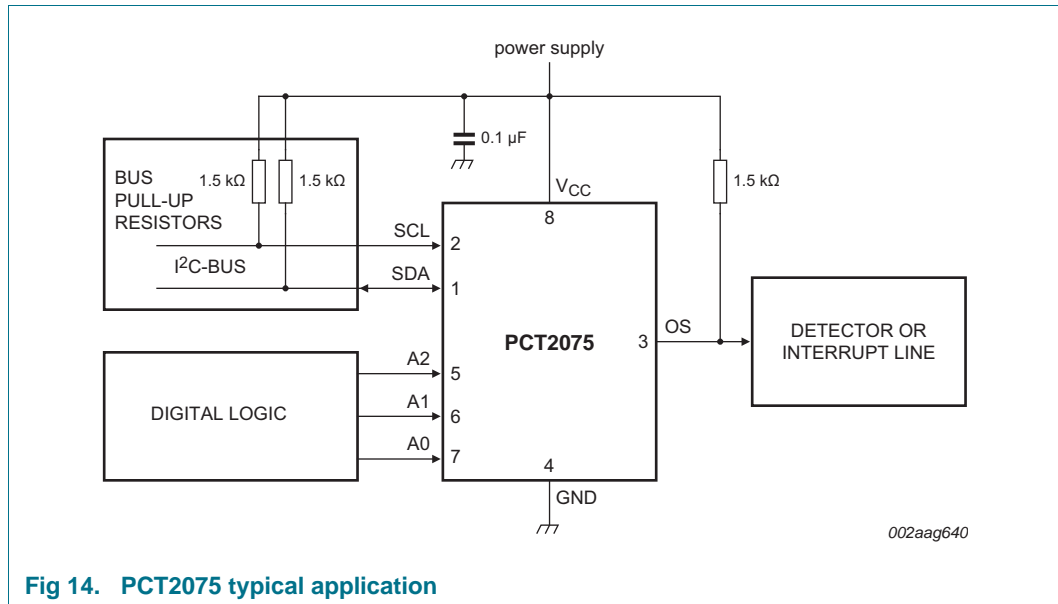 power supply
0.1 µF
BUS
PULL-UP
RESISTORS
1.5 kΩ
1.5 kΩ
1.5 kΩ
VCC
8
SCL
2
I2C-BUS
SDA
1
PCT2075
OS
3
DETECTOR OR
INTERRUPT LINE
DIGITAL LOGIC
A2
5
A1
6
A0
7
4
GND
002aag640
Fig 14. PCT2075 typical application